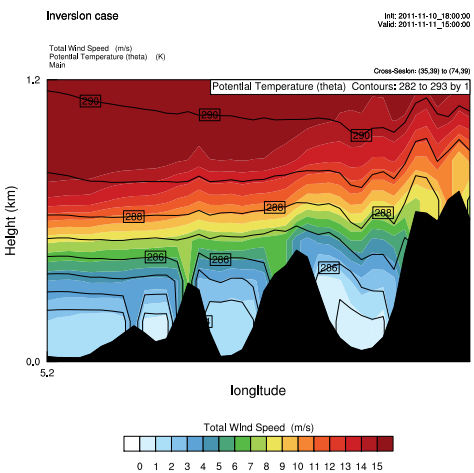 Inversion case
Init: 2011-11-10_18:00:00
Valid: 2011-11-11_15:00:00
Total Wind Speed (m/s)
Potential Temperature (theta) (K)
Main
Cross-Sesion: (35,39) to (74,39)
1.2
Potential Temperature (theta) Contours: 282 to 293 by 1
290
290
290
288
288
288
286
286
286
Height (km)
0.0
5.2
longitude
Total Wind Speed (m/s)
0 1 2 3 4 5 6 7 8 9 10 11 12 13 14 15